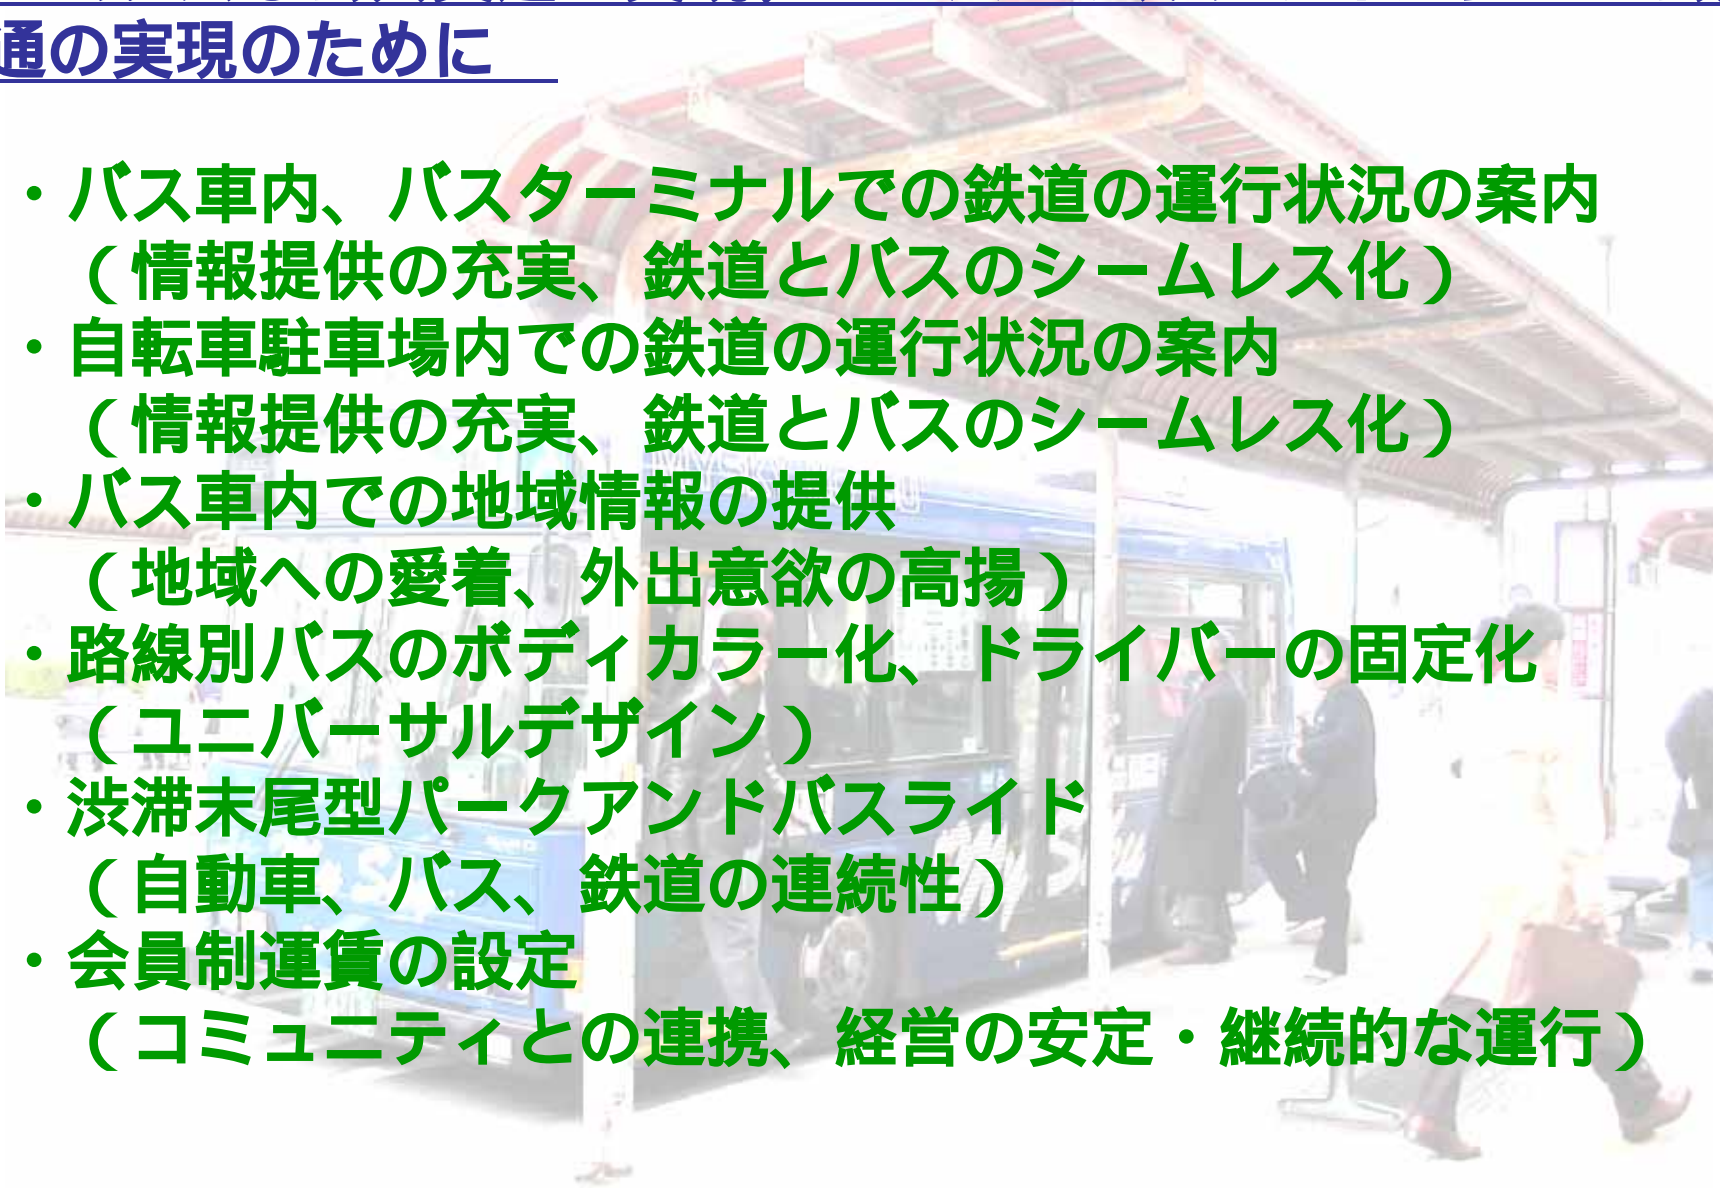 通の実現のために
・バス車内、バスターミナルでの鉄道の運行状況の案内
（情報提供の充実、鉄道とバスのシームレス化）
・自転車駐車場内での鉄道の運行状況の案内
（情報提供の充実、鉄道とバスのシームレス化）
・バス車内での地域情報の提供
（地域への愛着、外出意欲の高揚）
・路線別バスのボディカラー化、ドライバーの固定化
（ユニバーサルデザイン）
・渋滞末尾型パークアンドバスライド
（自動車、バス、鉄道の連続性）
・会員制運賃の設定
（コミュニティとの連携、経営の安定・継続的な運行）